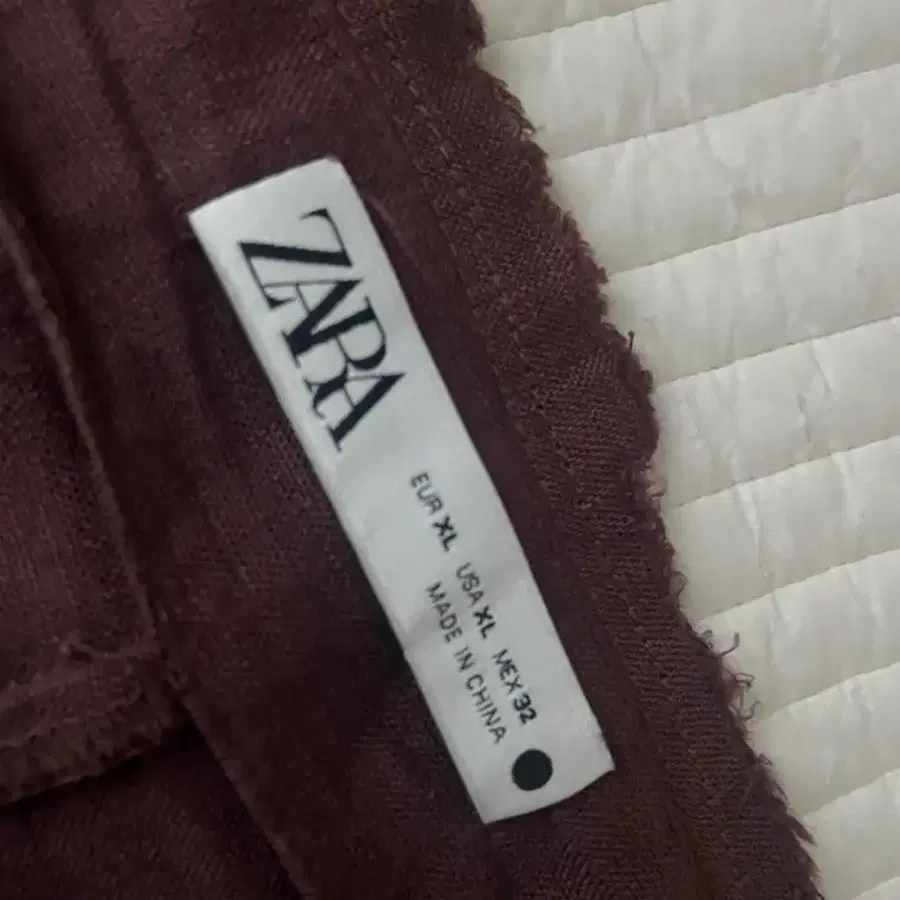 ZARA
EUR XL USA XL MEX 32
MADE IN CHINA